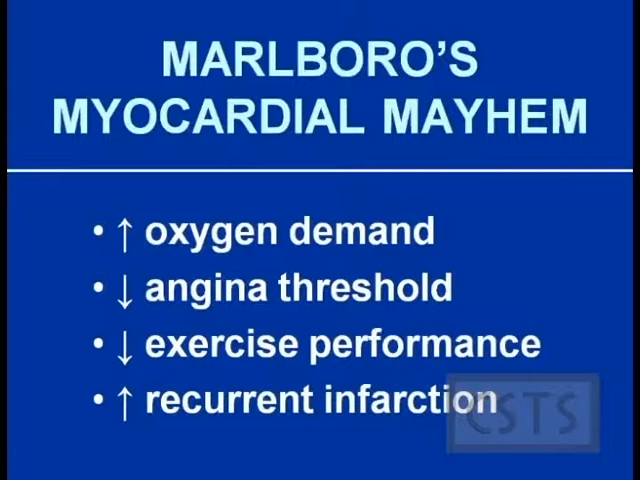 MARLBORO'S
MYOCARDIAL MAYHEM
• ↑ oxygen demand
• ↓ angina threshold
• ↓ exercise performance
• ↑ recurrent infarction
CSTS